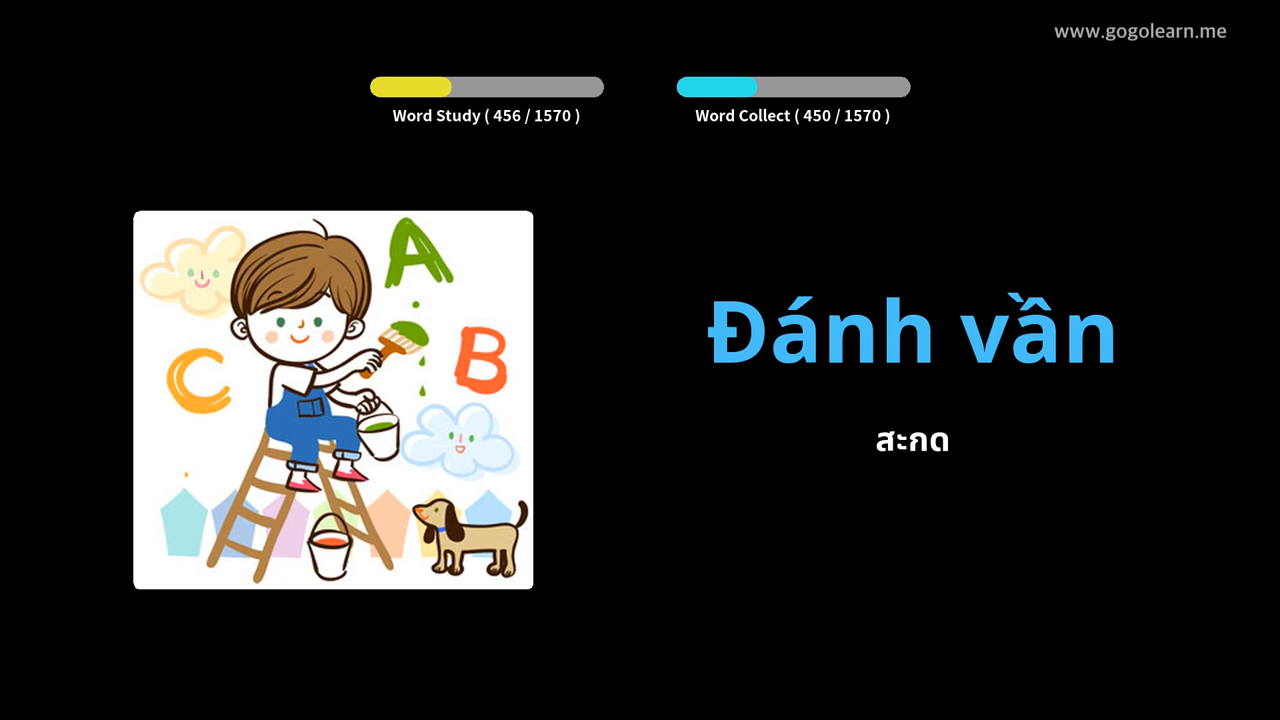 www.gogolearn.me
Word Study ( 456 / 1570 )
Word Collect ( 450 / 1570 )
A
B
C
Đánh vần
สะกด